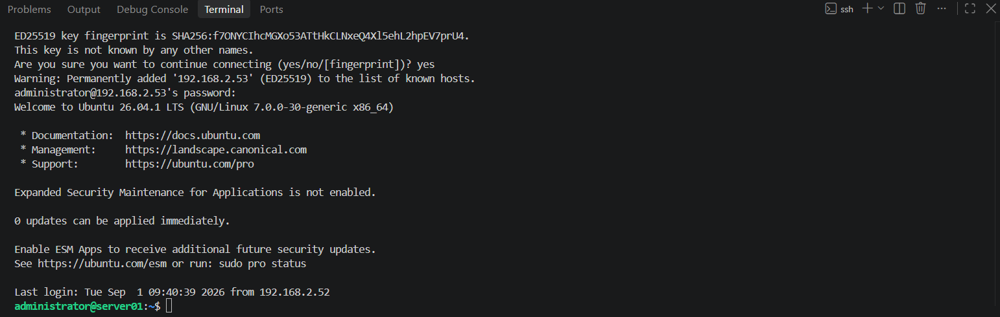 Problems Output Debug Console Terminal Ports ssh
ED25519 key fingerprint is SHA256:f7ONYCIhcMGXo53ATtHkCLNxeQ4Xl5ehL2hpEV7prU4.
This key is not known by any other names.
Are you sure you want to continue connecting (yes/no/[fingerprint])? yes
Warning: Permanently added '192.168.2.53' (ED25519) to the list of known hosts.
administrator@192.168.2.53's password:
Welcome to Ubuntu 26.04.1 LTS (GNU/Linux 7.0.0-30-generic x86_64)
* Documentation: https://docs.ubuntu.com
* Management: https://landscape.canonical.com
* Support: https://ubuntu.com/pro
Expanded Security Maintenance for Applications is not enabled.
0 updates can be applied immediately.
Enable ESM Apps to receive additional future security updates.
See https://ubuntu.com/esm or run: sudo pro status
Last login: Tue Sep  1 09:40:39 2026 from 192.168.2.52
administrator@server01:~$